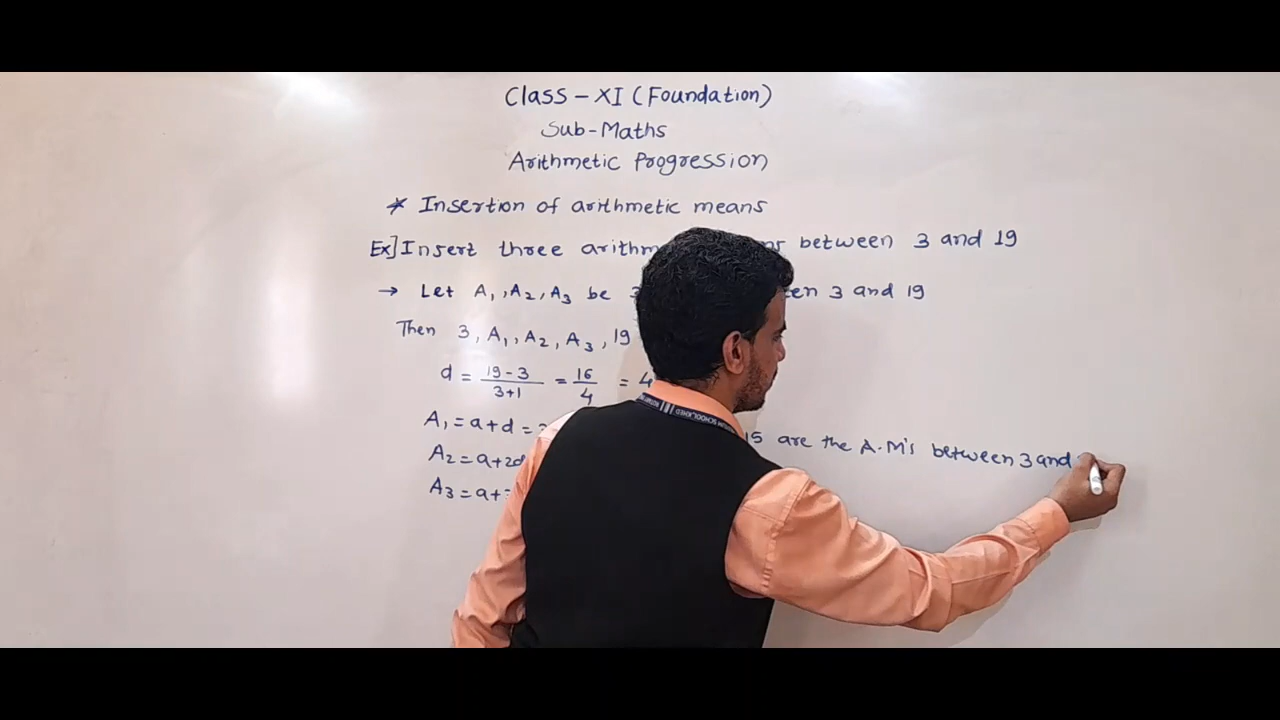 Class - XI (Foundation)
Sub-Maths
Arithmetic Progression
* Insertion of arithmetic means
Ex] Insert three between 3 and 19
→ Let A₁, A₂, A₃ be 3 and 19
Then 3, A₁, A₂, A₃, 19
d = 19-3/3+1 = 16/4 = 4
A₁ = a+d =
A₂ = a+2d
A₃ = a+
15 are the A.M's between 3 and